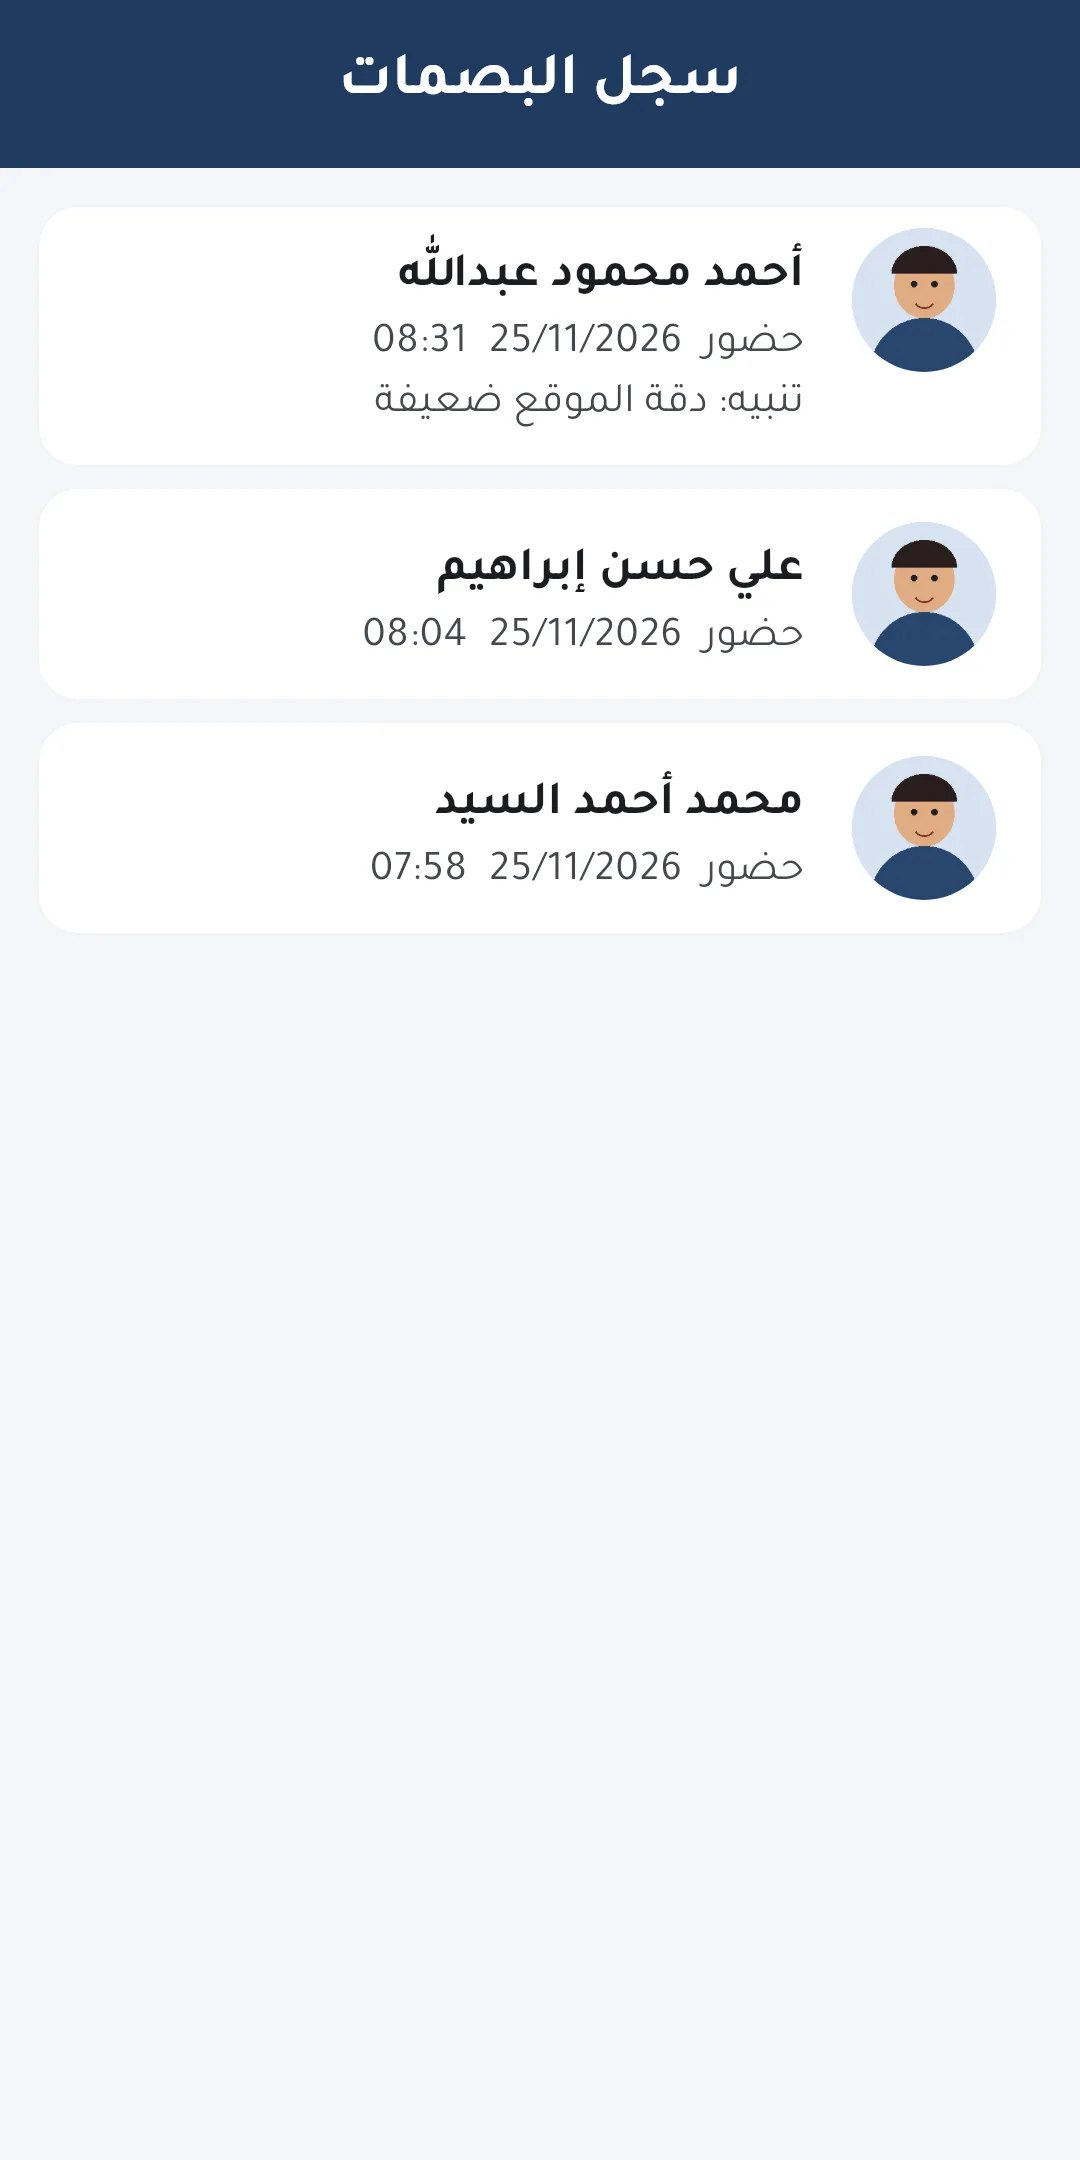 سجل البصمات
أحمد محمود عبدالله
حضور 25/11/2026 08:31
تنبيه: دقة الموقع ضعيفة
علي حسن إبراهيم
حضور 25/11/2026 08:04
محمد أحمد السيد
حضور 25/11/2026 07:58